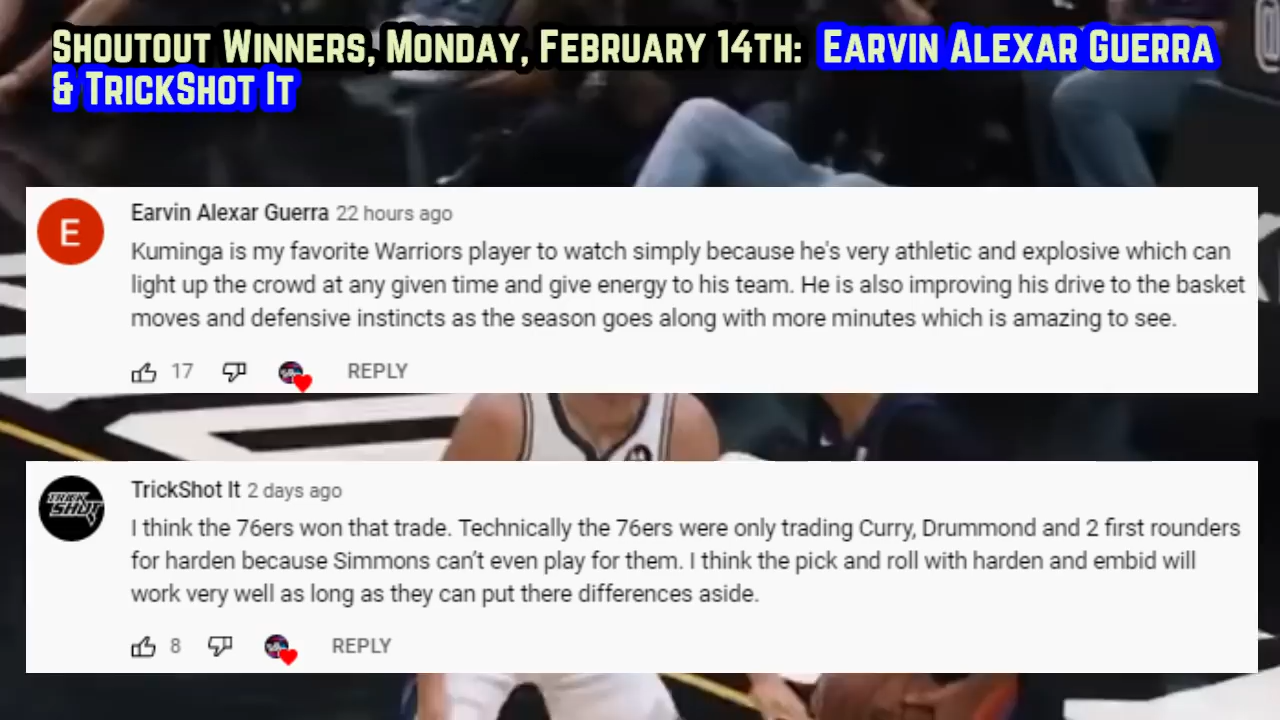 Shoutout Winners, Monday, February 14th: Earvin Alexar Guerra
& TrickShot It
E
Earvin Alexar Guerra 22 hours ago
Kuminga is my favorite Warriors player to watch simply because he's very athletic and explosive which can
light up the crowd at any given time and give energy to his team. He is also improving his drive to the basket
moves and defensive instincts as the season goes along with more minutes which is amazing to see.
17 REPLY
TRICK
SHOT
TrickShot It 2 days ago
I think the 76ers won that trade. Technically the 76ers were only trading Curry, Drummond and 2 first rounders
for harden because Simmons can’t even play for them. I think the pick and roll with harden and embid will
work very well as long as they can put there differences aside.
8 REPLY